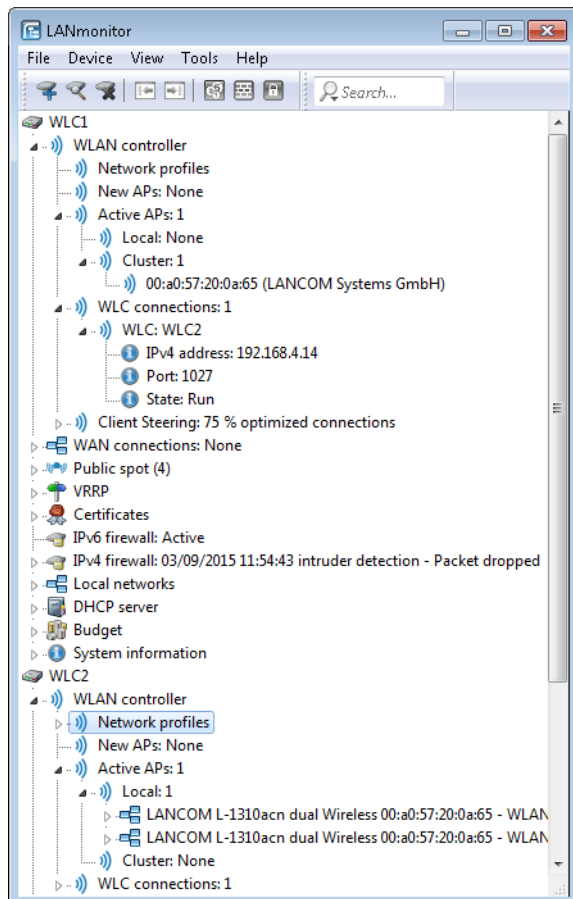 LANmonitor
File Device View Tools Help
Search...
WLC1
WLAN controller
Network profiles
New APs: None
Active APs: 1
Local: None
Cluster: 1
00:a0:57:20:0a:65 (LANCOM Systems GmbH)
WLC connections: 1
WLC: WLC2
IPv4 address: 192.168.4.14
Port: 1027
State: Run
Client Steering: 75 % optimized connections
WAN connections: None
Public spot (4)
VRRP
Certificates
IPv6 firewall: Active
IPv4 firewall: 03/09/2015 11:54:43 intruder detection - Packet dropped
Local networks
DHCP server
Budget
System information
WLC2
WLAN controller
Network profiles
New APs: None
Active APs: 1
Local: 1
LANCOM L-1310acn dual Wireless 00:a0:57:20:0a:65 - WLAN
LANCOM L-1310acn dual Wireless 00:a0:57:20:0a:65 - WLAN
Cluster: None
WLC connections: 1